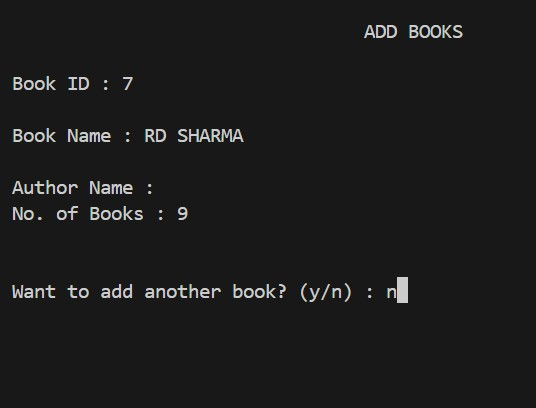 ADD BOOKS
Book ID : 7
Book Name : RD SHARMA
Author Name :
No. of Books : 9
Want to add another book? (y/n) : n